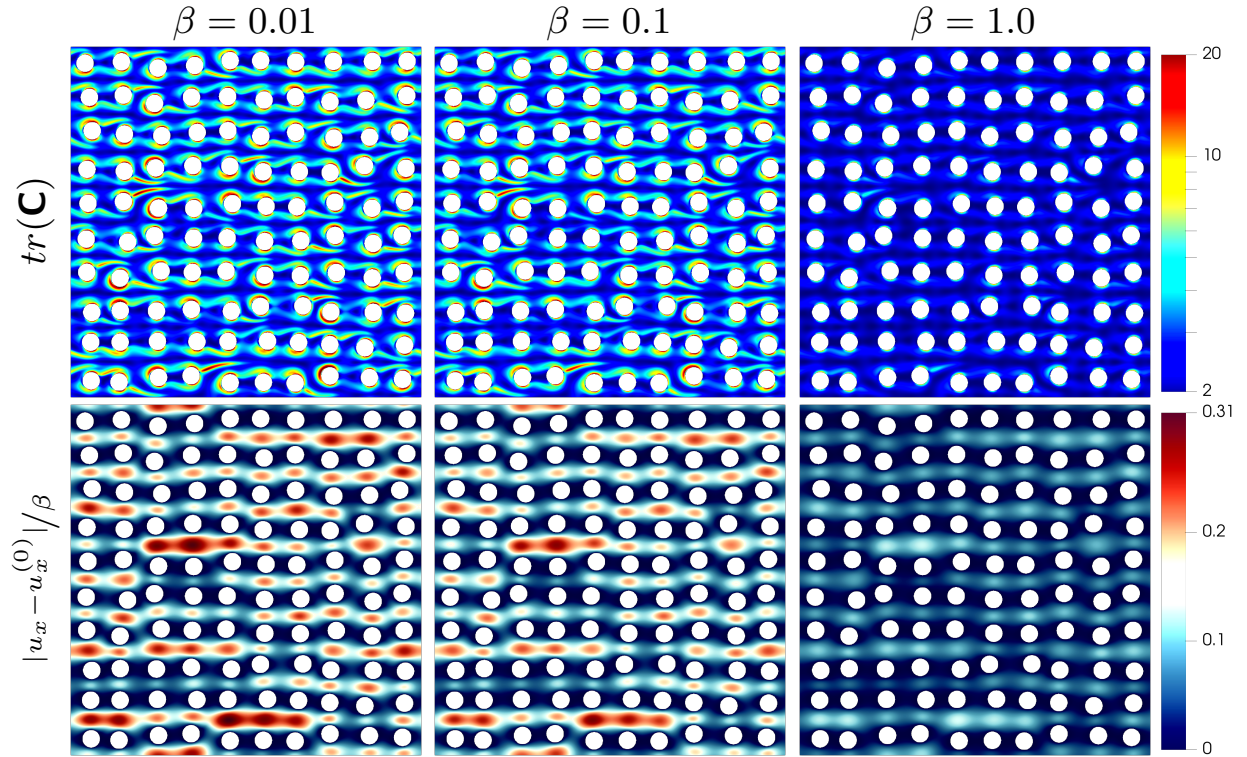 β = 0.01
β = 0.1
β = 1.0
tr(C)
20
10
2
|u_x − u_x^{(0)}|/β
0.31
0.2
0.1
0